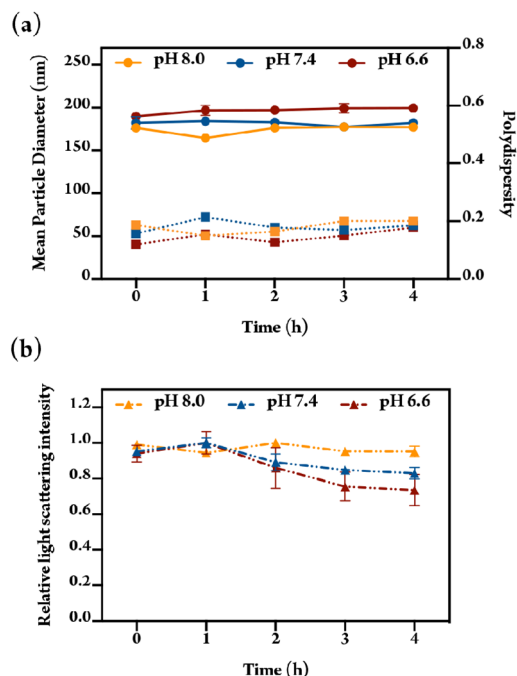 (a)
pH 8.0 pH 7.4 pH 6.6
Mean Particle Diameter (nm)
250
200
150
100
50
0
0.8
0.6
0.4
0.2
0.0
Polydispersity
0 1 2 3 4
Time (h)
(b)
pH 8.0 pH 7.4 pH 6.6
Relative light scattering intensity
1.2
1.0
0.8
0.6
0.4
0.2
0.0
0 1 2 3 4
Time (h)